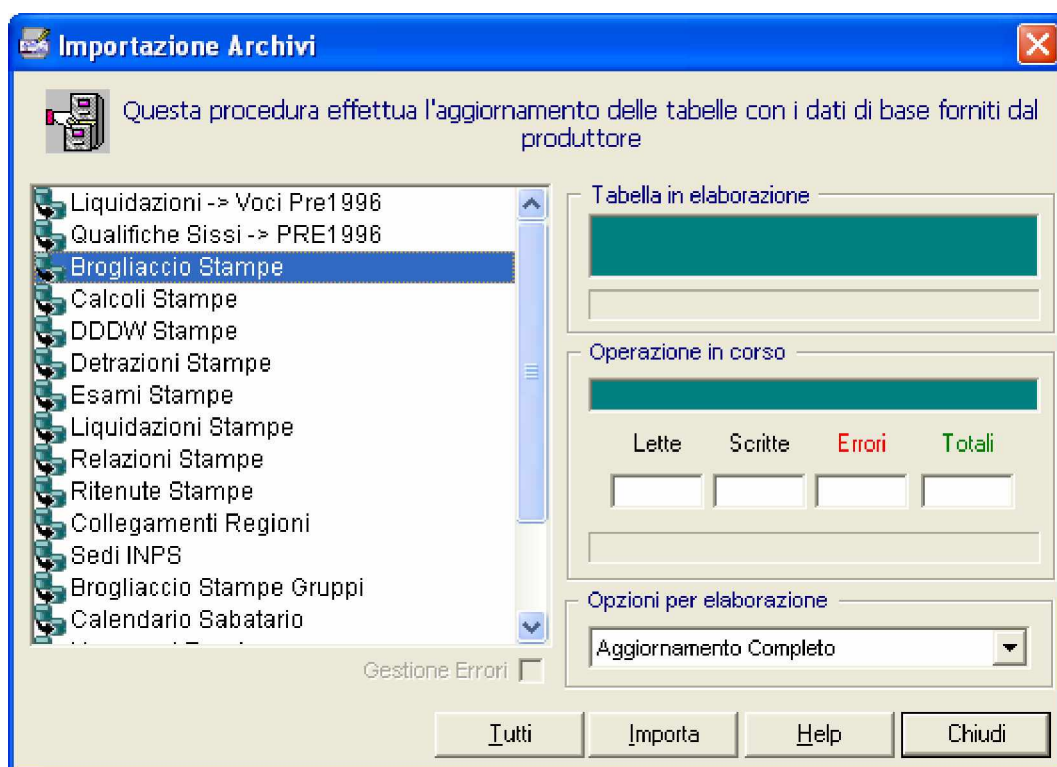 Importazione Archivi
Questa procedura effettua l'aggiornamento delle tabelle con i dati di base forniti dal
produttore
Liquidazioni -> Voci Pre1996
Qualifiche Sissi -> PRE1996
Brogliaccio Stampe
Calcoli Stampe
DDDW Stampe
Detrazioni Stampe
Esami Stampe
Liquidazioni Stampe
Relazioni Stampe
Ritenute Stampe
Collegamenti Regioni
Sedi INPS
Brogliaccio Stampe Gruppi
Calendario Sabatario
Gestione Errori
Tabella in elaborazione
Operazione in corso
Lette Scritte Errori Totali
Opzioni per elaborazione
Aggiornamento Completo
Tutti Importa Help Chiudi